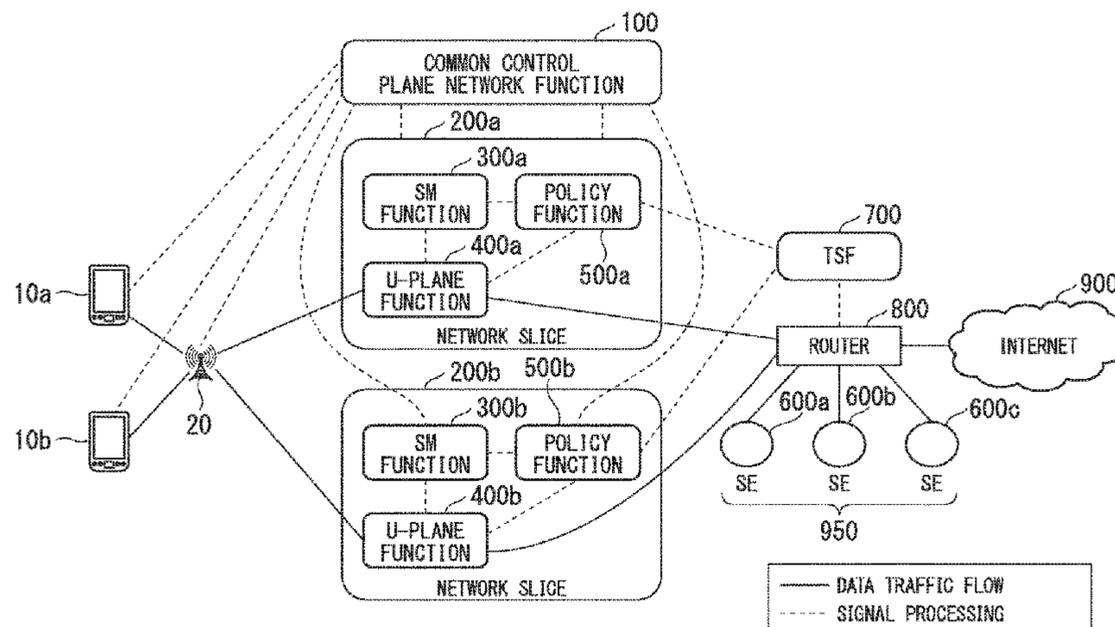 100
COMMON CONTROL
PLANE NETWORK FUNCTION
200a
300a
SM
FUNCTION
POLICY
FUNCTION
400a
500a
U-PLANE
FUNCTION
NETWORK SLICE
700
TSF
10a
800
ROUTER
900
INTERNET
200b
500b
300b
SM
FUNCTION
POLICY
FUNCTION
400b
U-PLANE
FUNCTION
NETWORK SLICE
20
10b
600a
600b
600c
SE
SE
SE
950
DATA TRAFFIC FLOW
SIGNAL PROCESSING